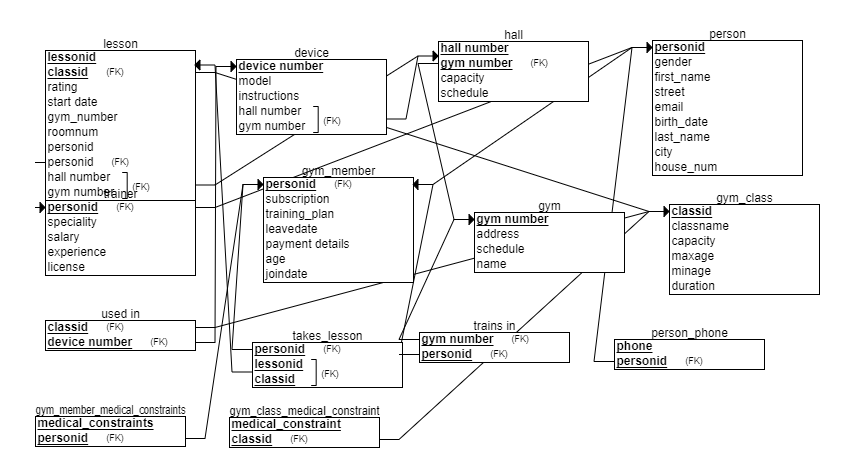 lesson
lessonid
classid (FK)
rating
start date
gym_number
roomnum
personid
personid (FK)
hall number
gym number (FK)
trainer
personid (FK)
speciality
salary
experience
license
device
device number
model
instructions
hall number
gym number (FK)
hall
hall number
gym number (FK)
capacity
schedule
person
personid
gender
first_name
street
email
birth_date
last_name
city
house_num
gym_member
personid (FK)
subscription
training_plan
leavedate
payment details
age
joindate
gym
gym number
address
schedule
name
gym_class
classid
classname
capacity
maxage
minage
duration
used in
classid (FK)
device number (FK)
takes_lesson
personid (FK)
lessonid
classid (FK)
trains in
gym number (FK)
personid (FK)
person_phone
phone
personid (FK)
gym_member_medical_constraints
medical_constraints
personid (FK)
gym_class_medical_constraint
medical_constraint
classid (FK)